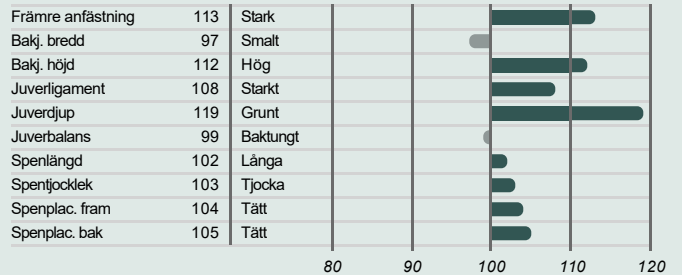 Främre anfästning 113 Stark
Bakj. bredd 97 Smalt
Bakj. höjd 112 Hög
Juverligament 108 Starkt
Juverdjup 119 Grunt
Juverbalans 99 Baktungt
Spenlängd 102 Långa
Spentjocklek 103 Tjocka
Spenplac. fram 104 Tätt
Spenplac. bak 105 Tätt
80 90 100 110 120